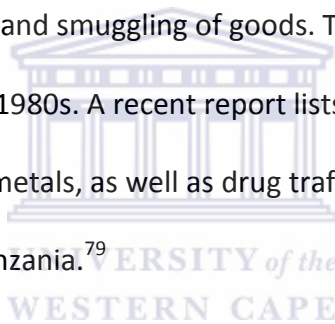 and smuggling of goods. T
1980s. A recent report lists
metals, as well as drug traf
nzania.79
UNIVERSITY of the
WESTERN CAPE